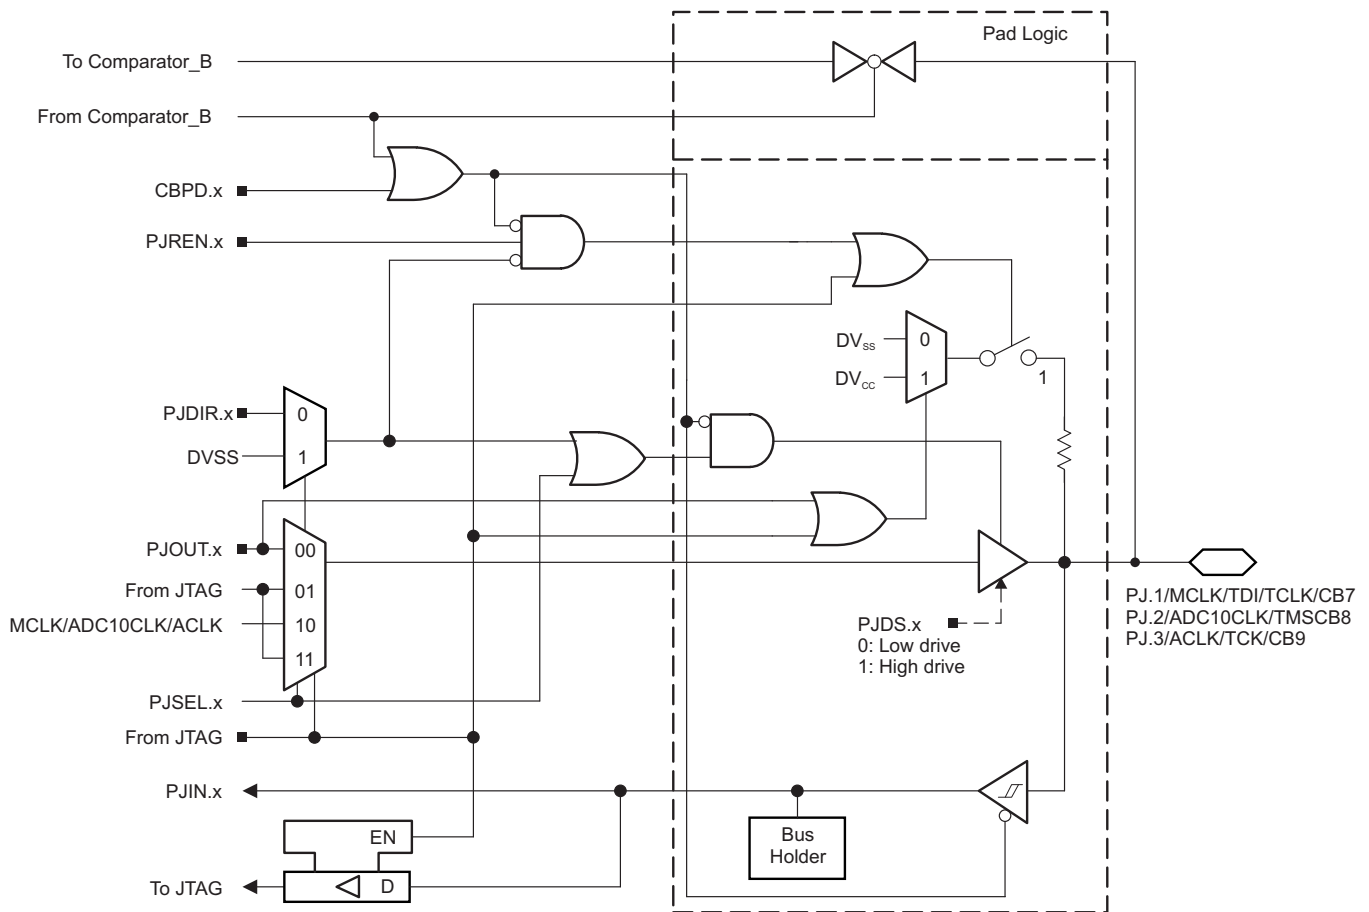 Pad Logic
To Comparator_B
From Comparator_B
CBPD.x
PJREN.x
DVSS
0
DVCC
1
1
PJDIR.x
0
DVSS
1
PJOUT.x
00
From JTAG
01
MCLK/ADC10CLK/ACLK
10
11
PJDS.x
0: Low drive
1: High drive
PJ.1/MCLK/TDI/TCLK/CB7
PJ.2/ADC10CLK/TMSCB8
PJ.3/ACLK/TCK/CB9
PJSEL.x
From JTAG
PJIN.x
Bus
Holder
EN
To JTAG
D